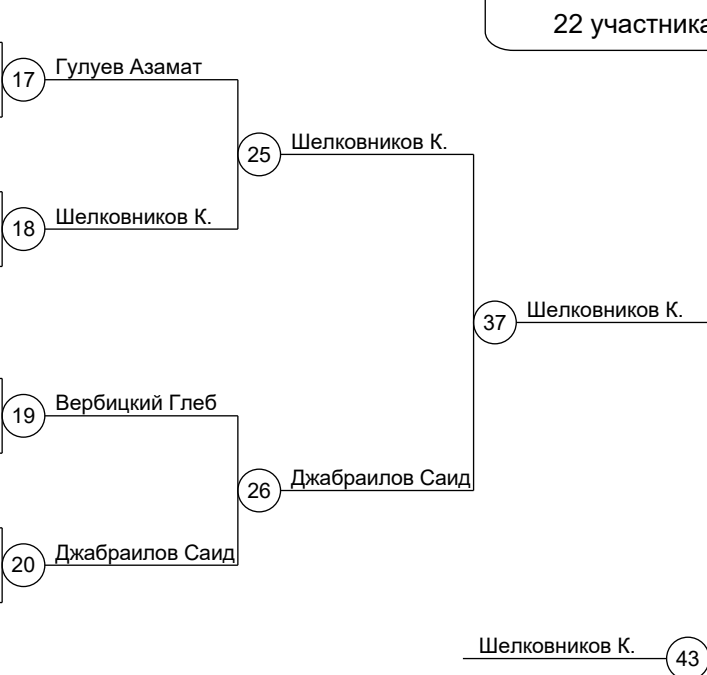 22 участника
17 Гулуев Азамат
25 Шелковников К.
18 Шелковников К.
37 Шелковников К.
19 Вербицкий Глеб
26 Джабраилов Саид
20 Джабраилов Саид
Шелковников К. 43